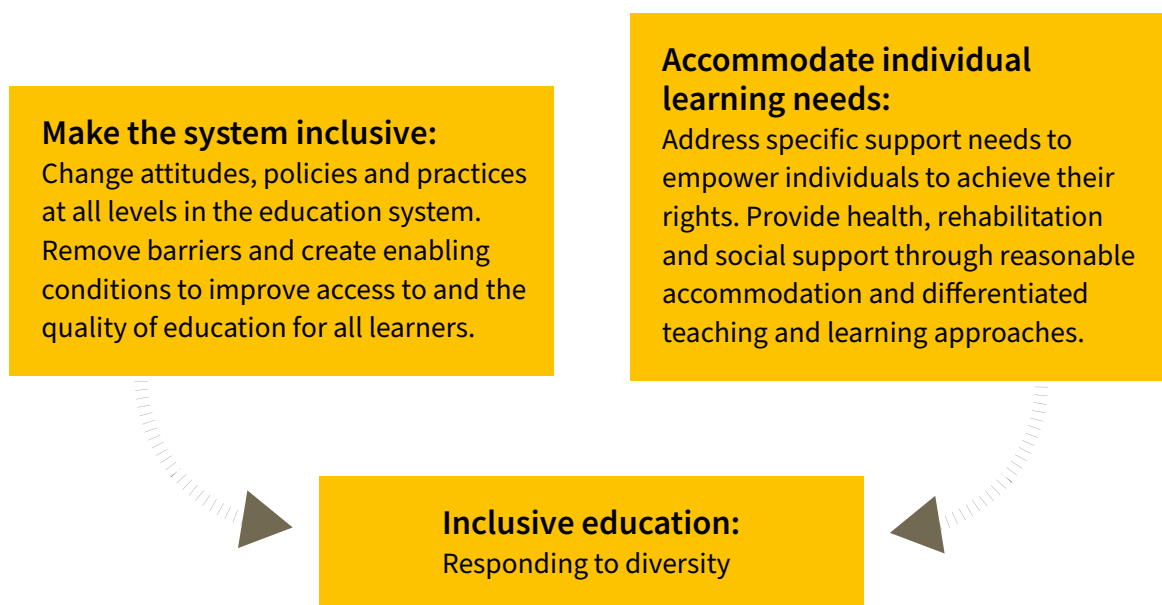 Make the system inclusive:
Change attitudes, policies and practices
at all levels in the education system.
Remove barriers and create enabling
conditions to improve access to and the
quality of education for all learners.
Accommodate individual
learning needs:
Address specific support needs to
empower individuals to achieve their
rights. Provide health, rehabilitation
and social support through reasonable
accommodation and differentiated
teaching and learning approaches.
Inclusive education:
Responding to diversity